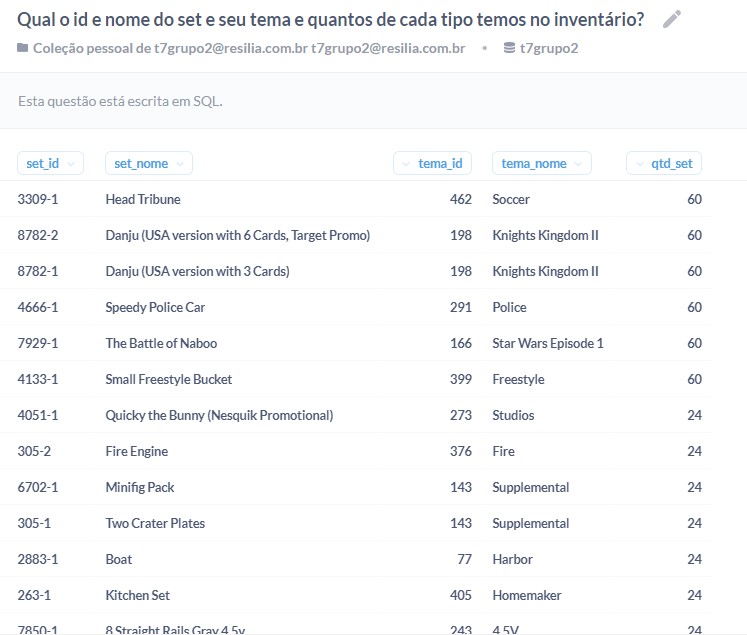 Qual o id e nome do set e seu tema e quantos de cada tipo temos no inventário?
Coleção pessoal de t7grupo2@resilia.com.br t7grupo2@resilia.com.br • t7grupo2
Esta questão está escrita em SQL.
set_id set_nome tema_id tema_nome qtd_set
3309-1 Head Tribune 462 Soccer 60
8782-2 Danju (USA version with 6 Cards, Target Promo) 198 Knights Kingdom II 60
8782-1 Danju (USA version with 3 Cards) 198 Knights Kingdom II 60
4666-1 Speedy Police Car 291 Police 60
7929-1 The Battle of Naboo 166 Star Wars Episode 1 60
4133-1 Small Freestyle Bucket 399 Freestyle 60
4051-1 Quicky the Bunny (Nesquik Promotional) 273 Studios 24
305-2 Fire Engine 376 Fire 24
6702-1 Minifig Pack 143 Supplemental 24
305-1 Two Crater Plates 143 Supplemental 24
2883-1 Boat 77 Harbor 24
263-1 Kitchen Set 405 Homemaker 24
7850-1 8 Straight Rails Gray 4.5v 243 4.5V 24